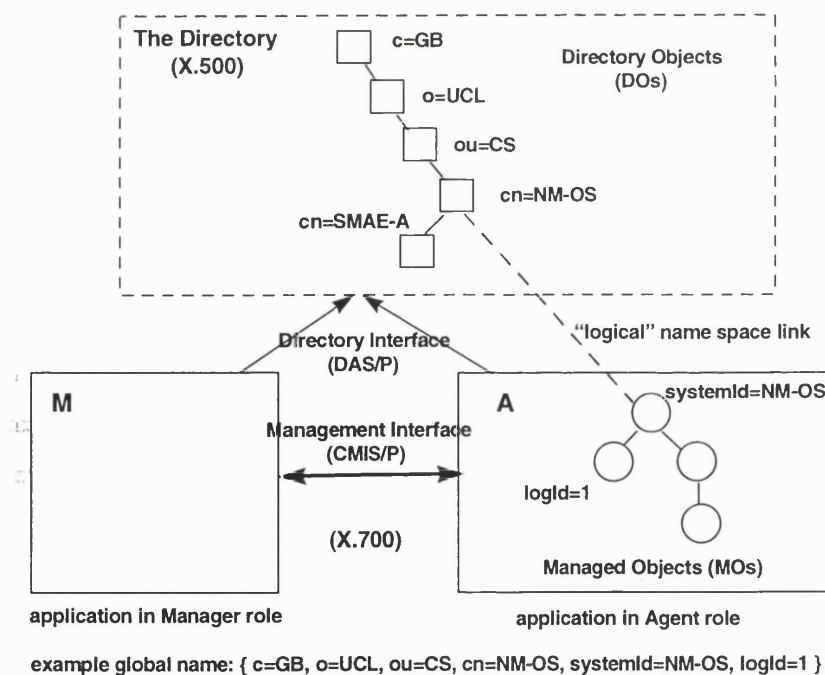 The Directory
(X.500)
c=GB
Directory Objects
(DOs)
o=UCL
ou=CS
cn=NM-OS
cn=SMAE-A
"logical" name space link
Directory Interface
(DAS/P)
M
A
systemId=NM-OS
Management Interface
(CMIS/P)
logId=1
(X.700)
Managed Objects (MOs)
application in Manager role
application in Agent role
example global name: { c=GB, o=UCL, ou=CS, cn=NM-OS, systemId=NM-OS, logId=1 }